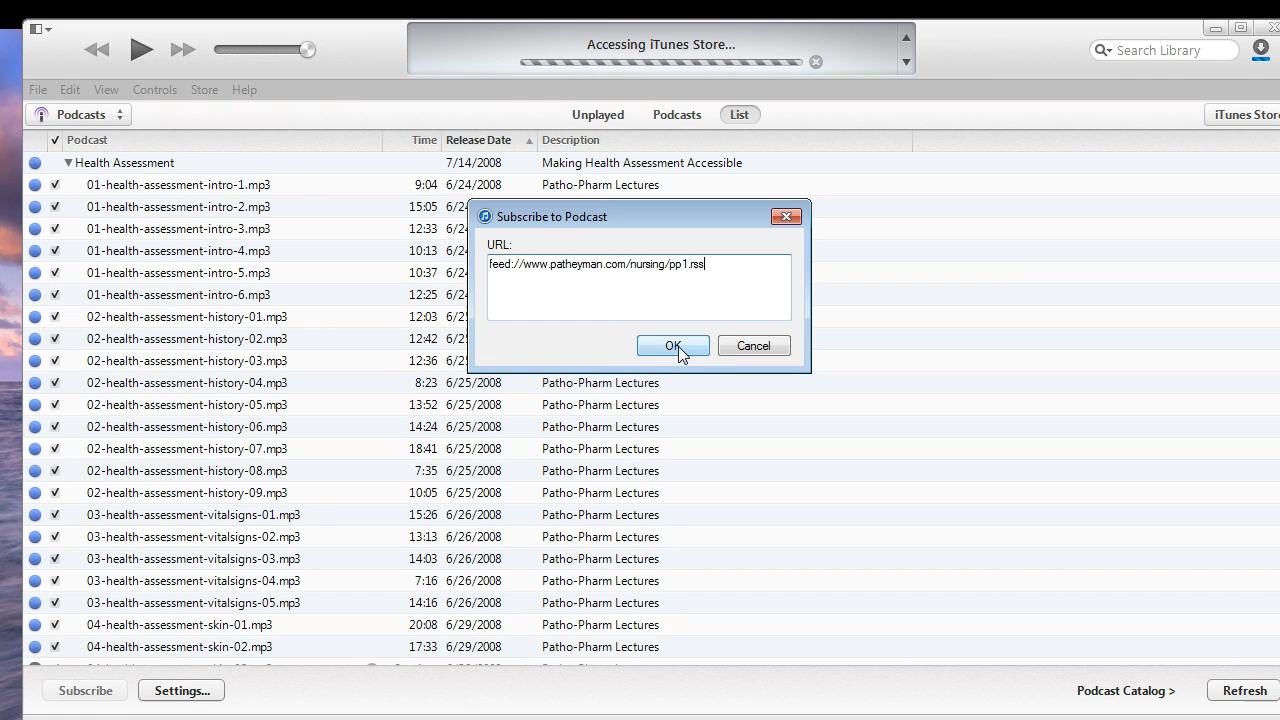 Accessing iTunes Store...
Search Library
File Edit View Controls Store Help
Podcasts Unplayed Podcasts List iTunes Store
Podcast Time Release Date Description
Health Assessment 7/14/2008 Making Health Assessment Accessible
01-health-assessment-intro-1.mp3 9:04 6/24/2008 Patho-Pharm Lectures
01-health-assessment-intro-2.mp3 15:05 6/24
01-health-assessment-intro-3.mp3 12:33 6/24
01-health-assessment-intro-4.mp3 10:13 6/24
01-health-assessment-intro-5.mp3 10:37 6/24
01-health-assessment-intro-6.mp3 12:25 6/24
02-health-assessment-history-01.mp3 12:03 6/25
02-health-assessment-history-02.mp3 12:42 6/25
02-health-assessment-history-03.mp3 12:36 6/25
02-health-assessment-history-04.mp3 8:23 6/25/2008 Patho-Pharm Lectures
02-health-assessment-history-05.mp3 13:52 6/25/2008 Patho-Pharm Lectures
02-health-assessment-history-06.mp3 14:24 6/25/2008 Patho-Pharm Lectures
02-health-assessment-history-07.mp3 18:41 6/25/2008 Patho-Pharm Lectures
02-health-assessment-history-08.mp3 7:35 6/25/2008 Patho-Pharm Lectures
02-health-assessment-history-09.mp3 10:05 6/25/2008 Patho-Pharm Lectures
03-health-assessment-vitalsigns-01.mp3 15:26 6/26/2008 Patho-Pharm Lectures
03-health-assessment-vitalsigns-02.mp3 13:13 6/26/2008 Patho-Pharm Lectures
03-health-assessment-vitalsigns-03.mp3 14:03 6/26/2008 Patho-Pharm Lectures
03-health-assessment-vitalsigns-04.mp3 7:16 6/26/2008 Patho-Pharm Lectures
03-health-assessment-vitalsigns-05.mp3 14:16 6/26/2008 Patho-Pharm Lectures
04-health-assessment-skin-01.mp3 20:08 6/29/2008 Patho-Pharm Lectures
04-health-assessment-skin-02.mp3 17:33 6/29/2008 Patho-Pharm Lectures
Subscribe to Podcast
URL:
feed://www.patheyman.com/nursing/pp1.rss
OK Cancel
Subscribe Settings... Podcast Catalog > Refresh